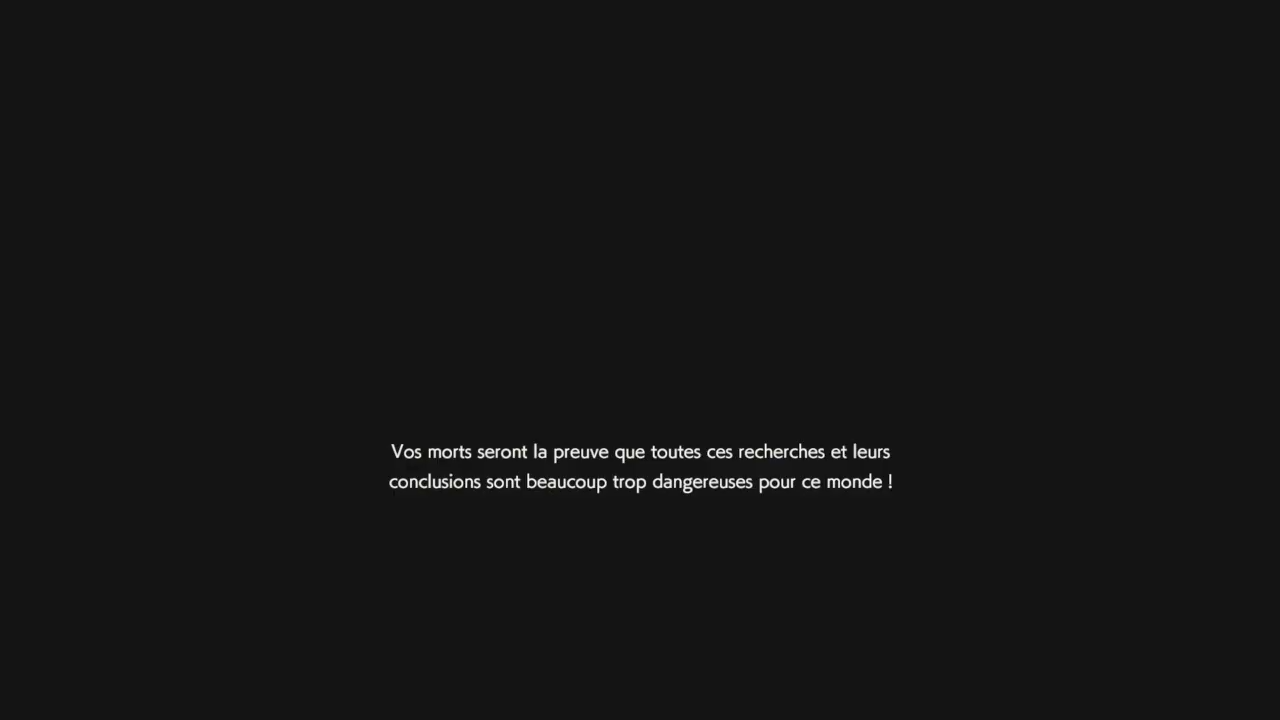 Vos morts seront la preuve que toutes ces recherches et leurs
conclusions sont beaucoup trop dangereuses pour ce monde !